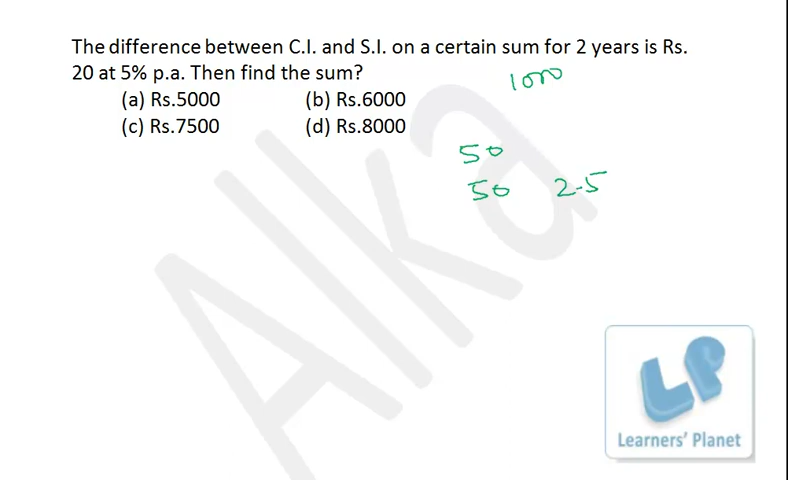 The difference between C.I. and S.I. on a certain sum for 2 years is Rs.
20 at 5% p.a. Then find the sum?
(a) Rs.5000 (b) Rs.6000
(c) Rs.7500 (d) Rs.8000
1000
50
50 2.5
Alka
LP
Learners' Planet